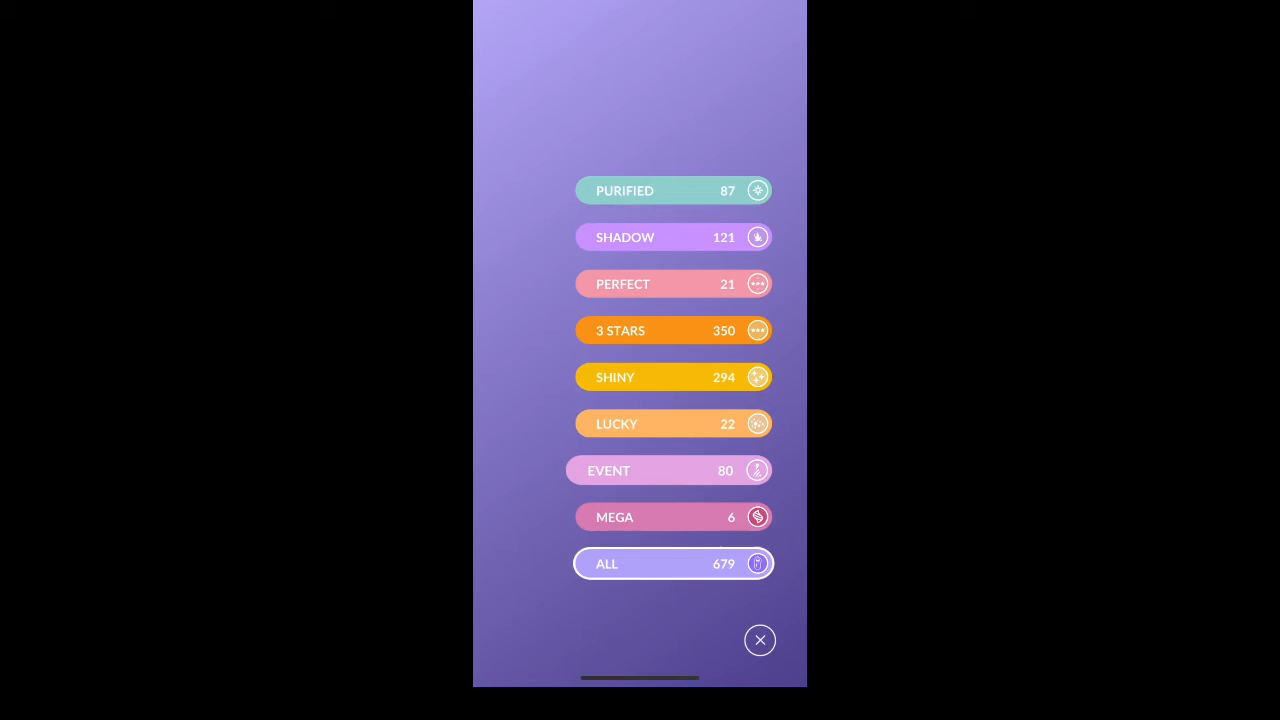 PURIFIED 87
SHADOW 121
PERFECT 21
3 STARS 350
SHINY 294
LUCKY 22
EVENT 80
MEGA 6
ALL 679